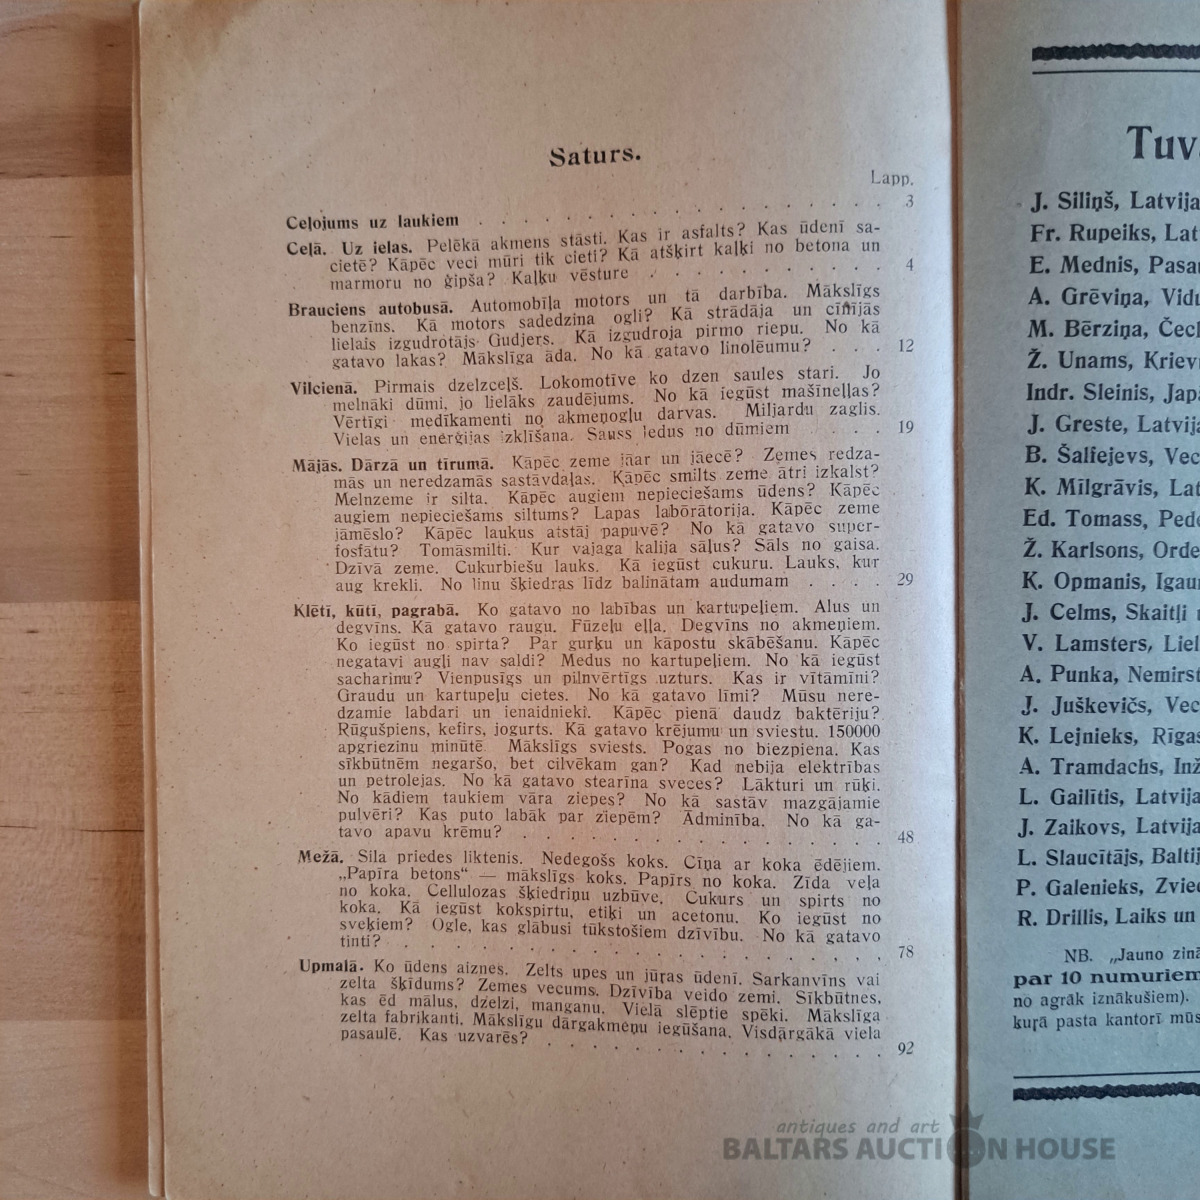 Saturs.
Lapp.
Ceļojums uz laukiem . . . . . . . . . . . . . . . 3
Ceļā. Uz ielas. Pelēkā akmens stāsti. Kas ir asfalts? Kas ūdenī sa-
cietē? Kāpēc veci mūri tik cieti? Kā atšķirt kaļķi no betona un
marmoru no ģipša? Kaļķu vēsture . . . . . . . . . . 4
Brauciens autobusā. Automobiļa motors un tā darbība. Mākslīgs
benzīns. Kā motors sadedzina ogli? Kā strādāja un cīnījās
lielais izgudrotājs Gudjers. Kā izgudroja pirmo riepu. No kā
gatavo lakas? Mākslīga āda. No kā gatavo linolēumu? . . . 12
Vilcienā. Pirmais dzelzceļš. Lokomotīve ko dzen saules stari. Jo
melnāki dūmi, jo lielāks zaudējums. No kā iegūst mašīneļļas?
Vērtīgi medikamenti no akmeņogļu darvas. Miljardu zaglis.
Vielas un enerģijas izklīšana. Sauss ledus no dūmiem . . . . 19
Mājās. Dārzā un tīrumā. Kāpēc zeme jāar un jāecē? Zemes redza-
mās un neredzamās sastāvdaļas. Kāpēc smilts zeme ātri izkalst?
Melnzeme ir silta. Kāpēc augiem nepieciešams ūdens? Kāpēc
augiem nepieciešams siltums? Lapas labōrātorija. Kāpēc zeme
jāmēslo? Kāpēc laukus atstāj papuvē? No kā gatavo super-
fosfātu? Tomāsmilti. Kur vajaga kalija sāļus? Sāls no gaisa.
Dzīvā zeme. Cukurbiešu lauks. Kā iegūst cukuru. Lauks, kur
aug krekli. No linu šķiedras līdz balinātam audumam . . . . 29
Klētī, kūtī, pagrabā. Ko gatavo no labības un kartupeļiem. Alus un
degvīns. Kā gatavo raugu. Fūzeļu eļļa. Degvīns no akmeņiem.
Ko iegūst no spirta? Par gurķu un kāpostu skābēšanu. Kāpēc
negatavi augļi nav saldi? Medus no kartupeļiem. No kā iegūst
sacharinu? Vienpusīgs un pilnvērtīgs uzturs. Kas ir vītāmīni?
Graudu un kartupeļu cietes. No kā gatavo līmi? Mūsu nere-
dzamie labdari un ienaidnieki. Kāpēc pienā daudz baktēriju?
Rūgušpiens, kefirs, jogurts. Kā gatavo krējumu un sviestu. 150000
apgriezinu minūtē. Mākslīgs sviests. Pogas no biezpiena. Kas
sīkbūtnēm negaršo, bet cilvēkam gan? Kad nebija elektrības
un petrolejas. No kā gatavo stearīna sveces? Lākturi un rūķi.
No kādiem taukiem vāra ziepes? No kā sastāv mazgājamie
pulveri? Kas puto labāk par ziepēm? Adminība. No kā ga-
tavo apavu krēmu? . . . . . . . . . . . . . . 48
Mežā. Sila priedes liktenis. Nedegošs koks. Cīņa ar koka ēdējiem.
„Papīra betons“ — mākslīgs koks. Papīrs no koka. Zīda veļa
no koka. Cellulozas šķiedriņu uzbūve. Cukurs un spirts no
koka. Kā iegūst kokspirtu, etiķi un acetonu. Ko iegūst no
sveķiem? Ogle, kas glābusi tūkstošiem dzīvību. No kā gatavo
tinti? . . . . . . . . . . . . . . . . . . 78
Upmalā. Ko ūdens aiznes. Zelts upes un jūras ūdenī. Sarkanvīns vai
zelta šķīdums? Zemes vecums. Dzīvība veido zemi. Sīkbūtnes,
kas ēd mālus, dzelzi, manganu. Vielā slēptie spēki. Mākslīga
zelta fabrikanti. Mākslīgu dārgakmeņu iegūšana. Visdārgākā viela
pasaulē. Kas uzvarēs? . . . . . . . . . . . . . 92
Tuv
J. Siliņš, Latvija
Fr. Rupeiks, Lat
E. Mednis, Pasa
A. Grēviņa, Vidu
M. Bērziņa, Čecl
Ž. Unams, Kriev
Indr. Sleinis, Jap
J. Greste, Latvija
B. Šalfejevs, Vec
K. Mīlgrāvis, Lat
Ed. Tomass, Pede
Ž. Karlsons, Orde
K. Opmanis, Igau
J. Celms, Skaitļi
V. Lamsters, Liel
A. Punka, Nemirst
J. Juškevičs, Vec
K. Lejnieks, Rīgas
A. Tramdachs, Inž
L. Gailītis, Latvija
J. Zaikovs, Latvija
L. Slaucītājs, Baltij
P. Galenieks, Zvied
R. Drillis, Laiks un
NB. „Jauno zinā
par 10 numuriem
no agrāk iznākušiem).
kuŗā pasta kantorī mūs
antiques and art
BALTARS AUCTION HOUSE